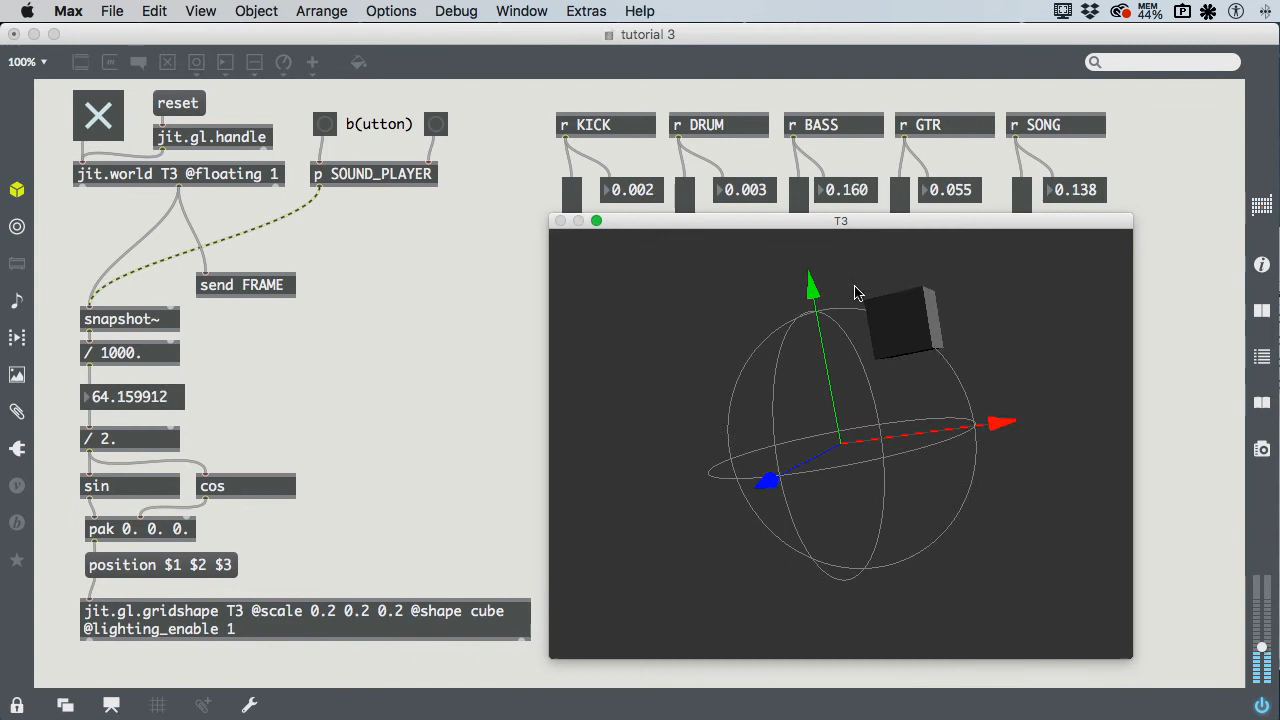 Max File Edit View Object Arrange Options Debug Window Extras Help MEM 44%
tutorial 3
100%
reset
b(utton)
jit.gl.handle
jit.world T3 @floating 1
p SOUND_PLAYER
r KICK
r DRUM
r BASS
r GTR
r SONG
0.002
0.003
0.160
0.055
0.138
T3
send FRAME
snapshot~
/ 1000.
64.159912
/ 2.
sin
cos
pak 0. 0. 0.
position $1 $2 $3
jit.gl.gridshape T3 @scale 0.2 0.2 0.2 @shape cube
@lighting_enable 1